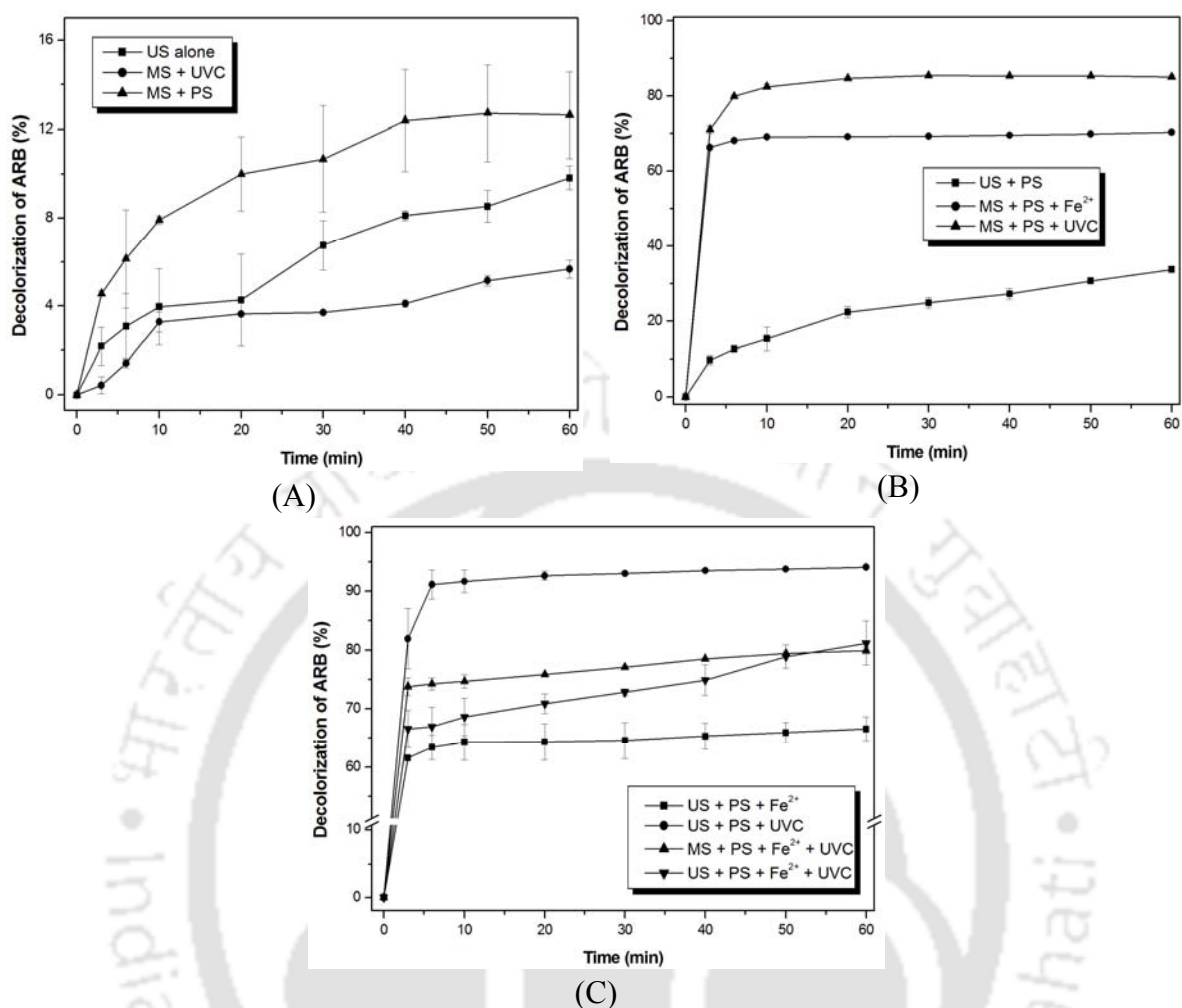 US alone
MS + UVC
MS + PS
Decolorization of ARB (%)
16
12
8
4
0
0 10 20 30 40 50 60
Time (min)
(A)
US + PS
MS + PS + Fe²⁺
MS + PS + UVC
Decolorization of ARB (%)
100
80
60
40
20
0
0 10 20 30 40 50 60
Time (min)
(B)
US + PS + Fe²⁺
US + PS + UVC
MS + PS + Fe²⁺ + UVC
US + PS + Fe²⁺ + UVC
Decolorization of ARB (%)
100
90
80
70
60
10
0
0 10 20 30 40 50 60
Time (min)
(C)